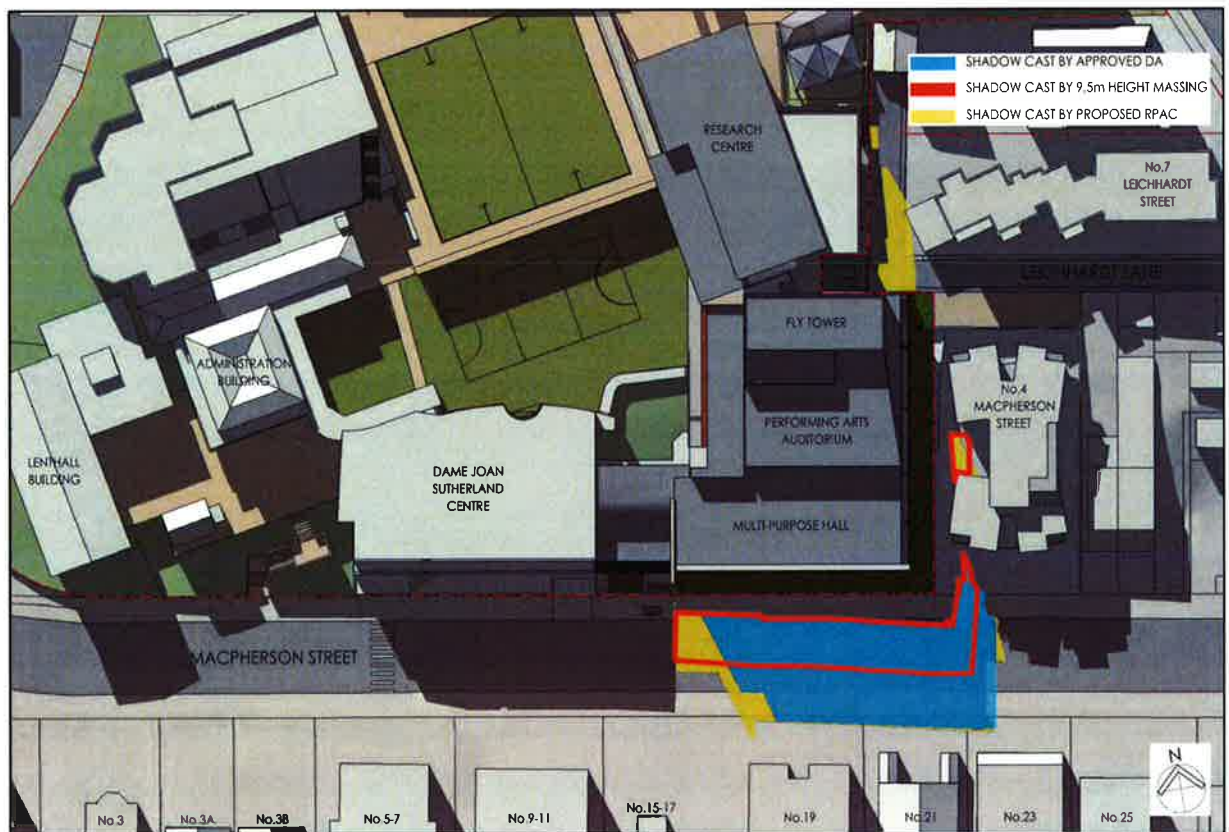 SHADOW CAST BY APPROVED DA
SHADOW CAST BY 9.5m HEIGHT MASSING
SHADOW CAST BY PROPOSED RPAC
RESEARCH
CENTRE
No.7
LEICHHARDT
STREET
LEICHHARDT LANE
FLY TOWER
ADMINISTRATION
BUILDING
No.4
MACPHERSON
STREET
PERFORMING ARTS
AUDITORIUM
LENTHALL
BUILDING
DAME JOAN
SUTHERLAND
CENTRE
MULTI-PURPOSE HALL
MACPHERSON STREET
N
No.3
No.3A
No.3B
No.5-7
No.9-11
No.15-17
No.19
No.21
No.23
No.25